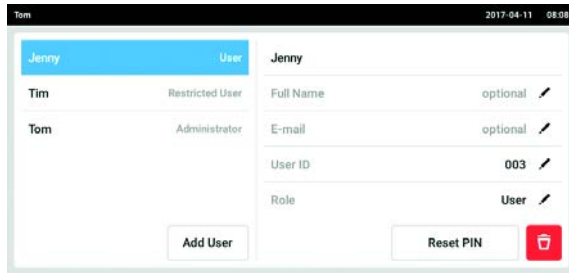 Tom 2017-04-11 08:08
Jenny User
Tim Restricted User
Tom Administrator
Add User
Jenny
Full Name optional
E-mail optional
User ID 003
Role User
Reset PIN